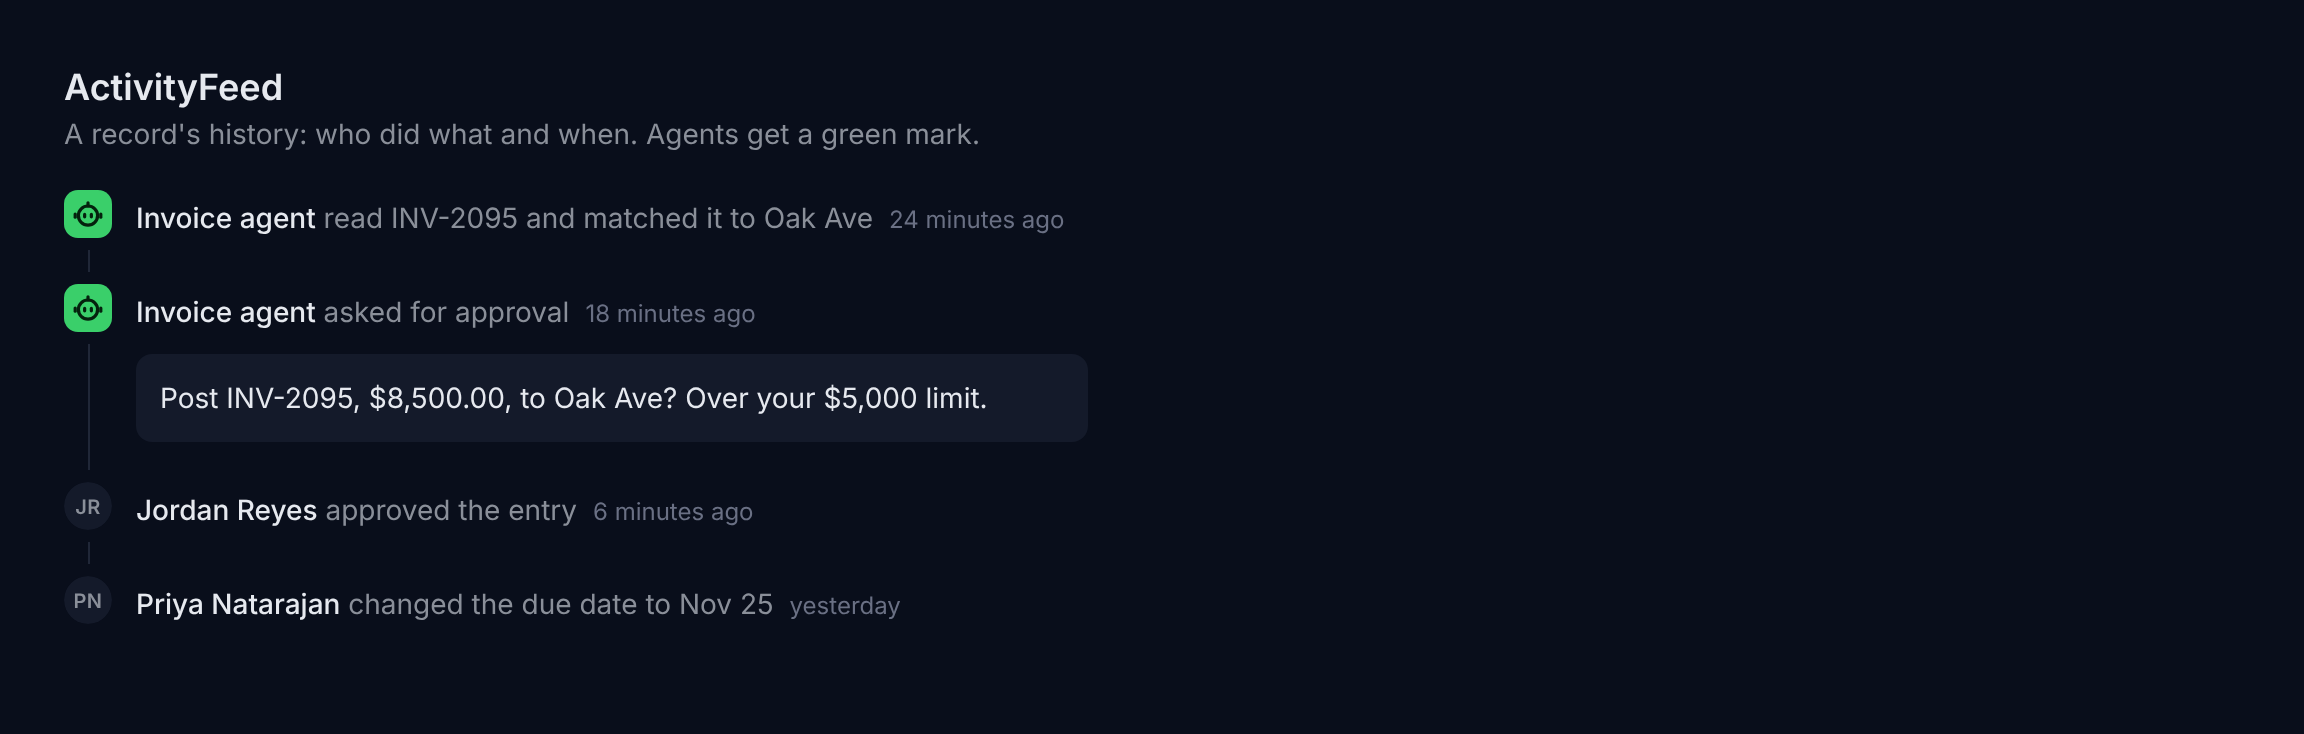 ActivityFeed
A record's history: who did what and when. Agents get a green mark.
Invoice agent read INV-2095 and matched it to Oak Ave 24 minutes ago
Invoice agent asked for approval 18 minutes ago
Post INV-2095, $8,500.00, to Oak Ave? Over your $5,000 limit.
JR Jordan Reyes approved the entry 6 minutes ago
PN Priya Natarajan changed the due date to Nov 25 yesterday